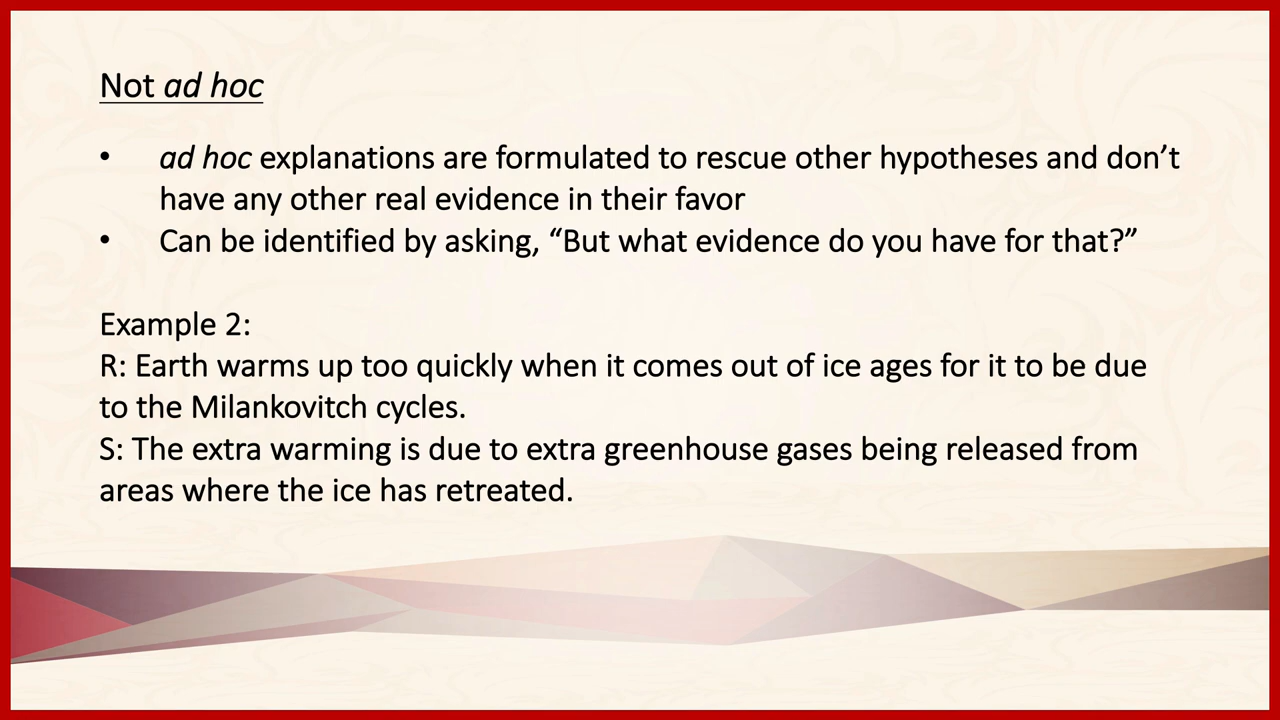 Not ad hoc
• ad hoc explanations are formulated to rescue other hypotheses and don’t
have any other real evidence in their favor
• Can be identified by asking, “But what evidence do you have for that?”
Example 2:
R: Earth warms up too quickly when it comes out of ice ages for it to be due
to the Milankovitch cycles.
S: The extra warming is due to extra greenhouse gases being released from
areas where the ice has retreated.